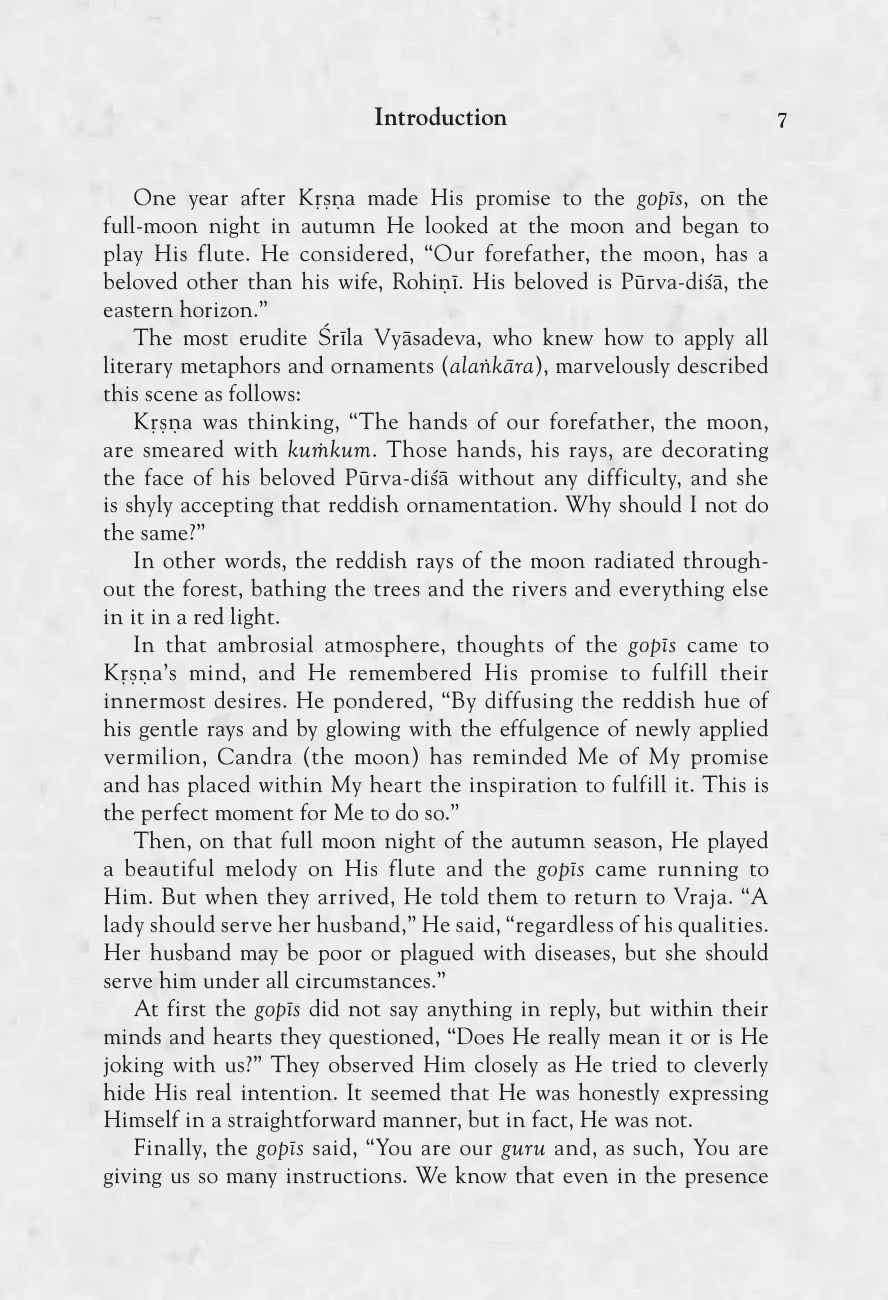 Introduction 7
One year after Kṛṣṇa made His promise to the gopīs, on the
full-moon night in autumn He looked at the moon and began to
play His flute. He considered, “Our forefather, the moon, has a
beloved other than his wife, Rohiṇī. His beloved is Pūrva-diśā, the
eastern horizon.”
The most erudite Śrīla Vyāsadeva, who knew how to apply all
literary metaphors and ornaments (alaṅkāra), marvelously described
this scene as follows:
Kṛṣṇa was thinking, “The hands of our forefather, the moon,
are smeared with kuṁkum. Those hands, his rays, are decorating
the face of his beloved Pūrva-diśā without any difficulty, and she
is shyly accepting that reddish ornamentation. Why should I not do
the same?”
In other words, the reddish rays of the moon radiated through-
out the forest, bathing the trees and the rivers and everything else
in it in a red light.
In that ambrosial atmosphere, thoughts of the gopīs came to
Kṛṣṇa’s mind, and He remembered His promise to fulfill their
innermost desires. He pondered, “By diffusing the reddish hue of
his gentle rays and by glowing with the effulgence of newly applied
vermilion, Candra (the moon) has reminded Me of My promise
and has placed within My heart the inspiration to fulfill it. This is
the perfect moment for Me to do so.”
Then, on that full moon night of the autumn season, He played
a beautiful melody on His flute and the gopīs came running to
Him. But when they arrived, He told them to return to Vraja. “A
lady should serve her husband,” He said, “regardless of his qualities.
Her husband may be poor or plagued with diseases, but she should
serve him under all circumstances.”
At first the gopīs did not say anything in reply, but within their
minds and hearts they questioned, “Does He really mean it or is He
joking with us?” They observed Him closely as He tried to cleverly
hide His real intention. It seemed that He was honestly expressing
Himself in a straightforward manner, but in fact, He was not.
Finally, the gopīs said, “You are our guru and, as such, You are
giving us so many instructions. We know that even in the presence